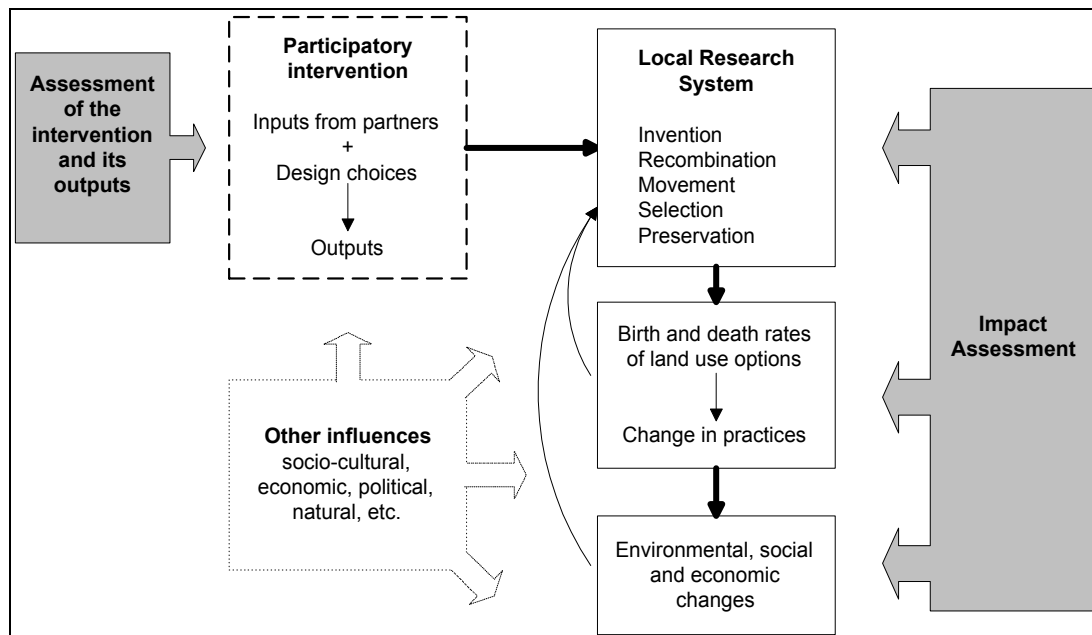 Assessment
of the
intervention
and its
outputs
Participatory
intervention
Inputs from partners
+
Design choices
Outputs
Local Research
System
Invention
Recombination
Movement
Selection
Preservation
Birth and death rates
of land use options
Change in practices
Environmental, social
and economic
changes
Other influences
socio-cultural,
economic, political,
natural, etc.
Impact
Assessment